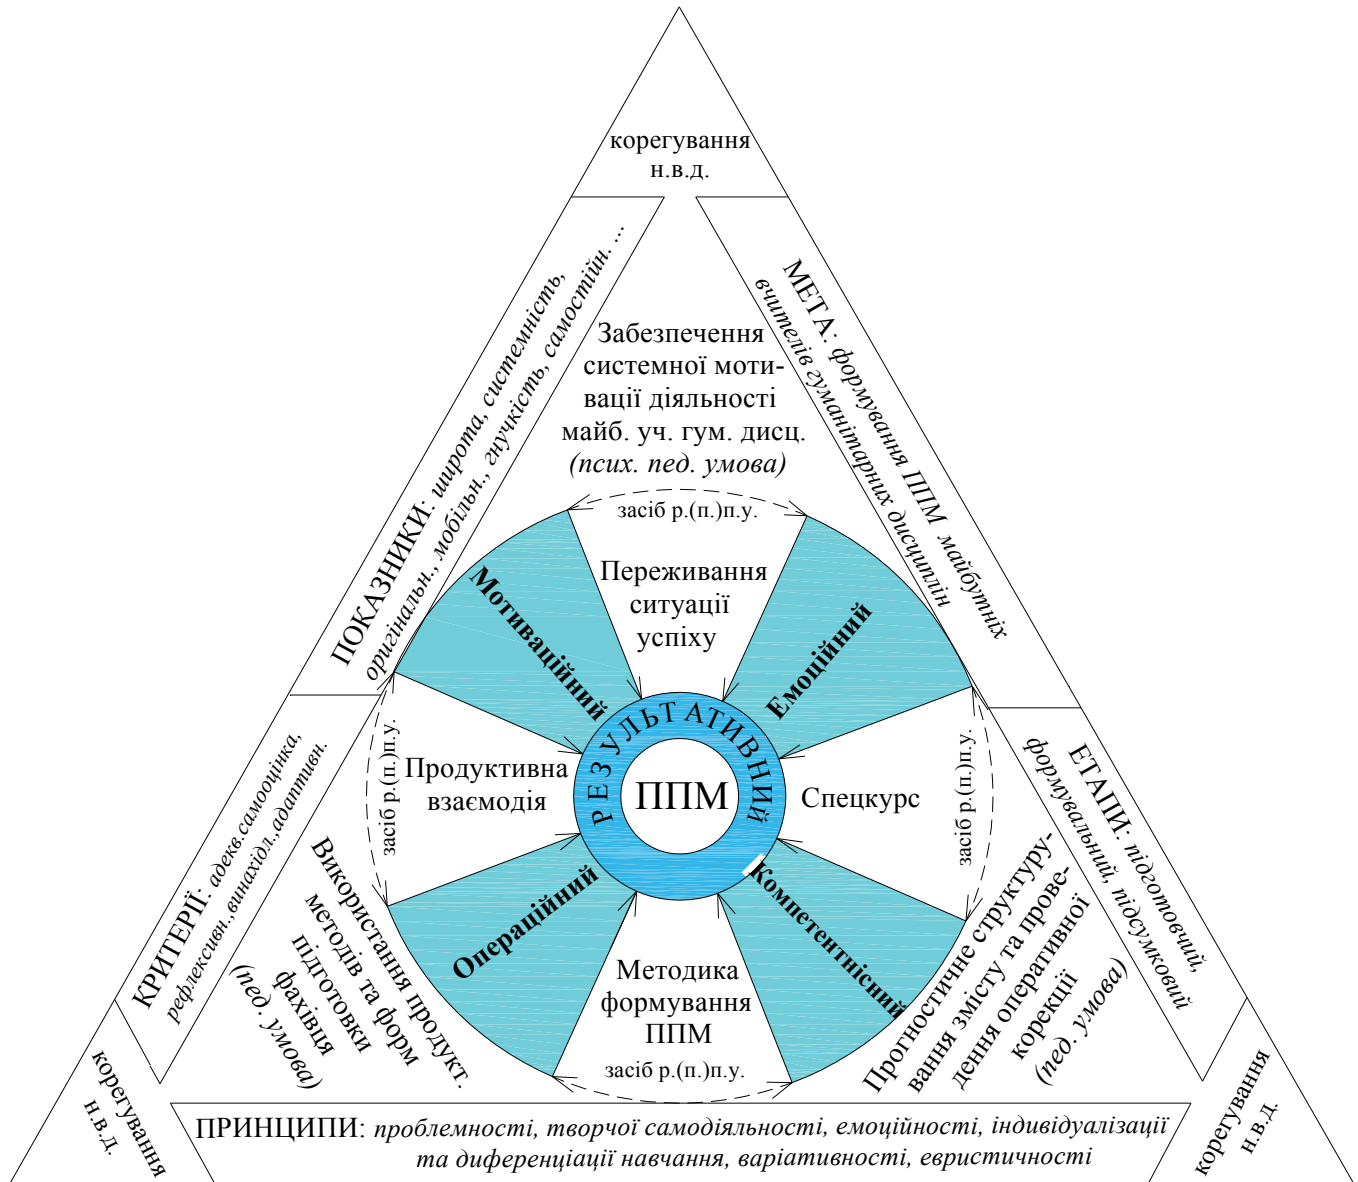 корегування
н.в.д.
ПОКАЗНИКИ: широта, системність,
оригінальн., мобільн., гнучкість, самостійн. ...
МЕТА: формування ППМ майбутніх
вчителів гуманітарних дисциплін
Забезпечення
системної моти-
вації діяльності
майб. уч. гум. дисц.
(псих. пед. умова)
засіб р.(п.)п.у.
Мотиваційний
Переживання
ситуації
успіху
Емоційний
засіб р.(п.)п.у.
Продуктивна
взаємодія
РЕЗУЛЬТАТИВНИЙ
ППМ
Спецкурс
засіб р.(п.)п.у.
КРИТЕРІЇ: адекв.самооцінка,
рефлексивн.,винахідл.,адаптивн.
ЕТАПИ: підготовчий,
формувальний, підсумковий
Використання продукт.
методів та форм
підготовки
фахівця
(пед. умова)
Операційний
Методика
формування
ППМ
засіб р.(п.)п.у.
Компетентнісний
Прогностичне структуру-
вання змісту та прове-
дення оперативної
корекції
(пед. умова)
корегування
н.в.д.
ПРИНЦИПИ: проблемності, творчої самодіяльності, емоційності, індивідуалізації
та диференціації навчання, варіативності, евристичності
корегування
н.в.д.